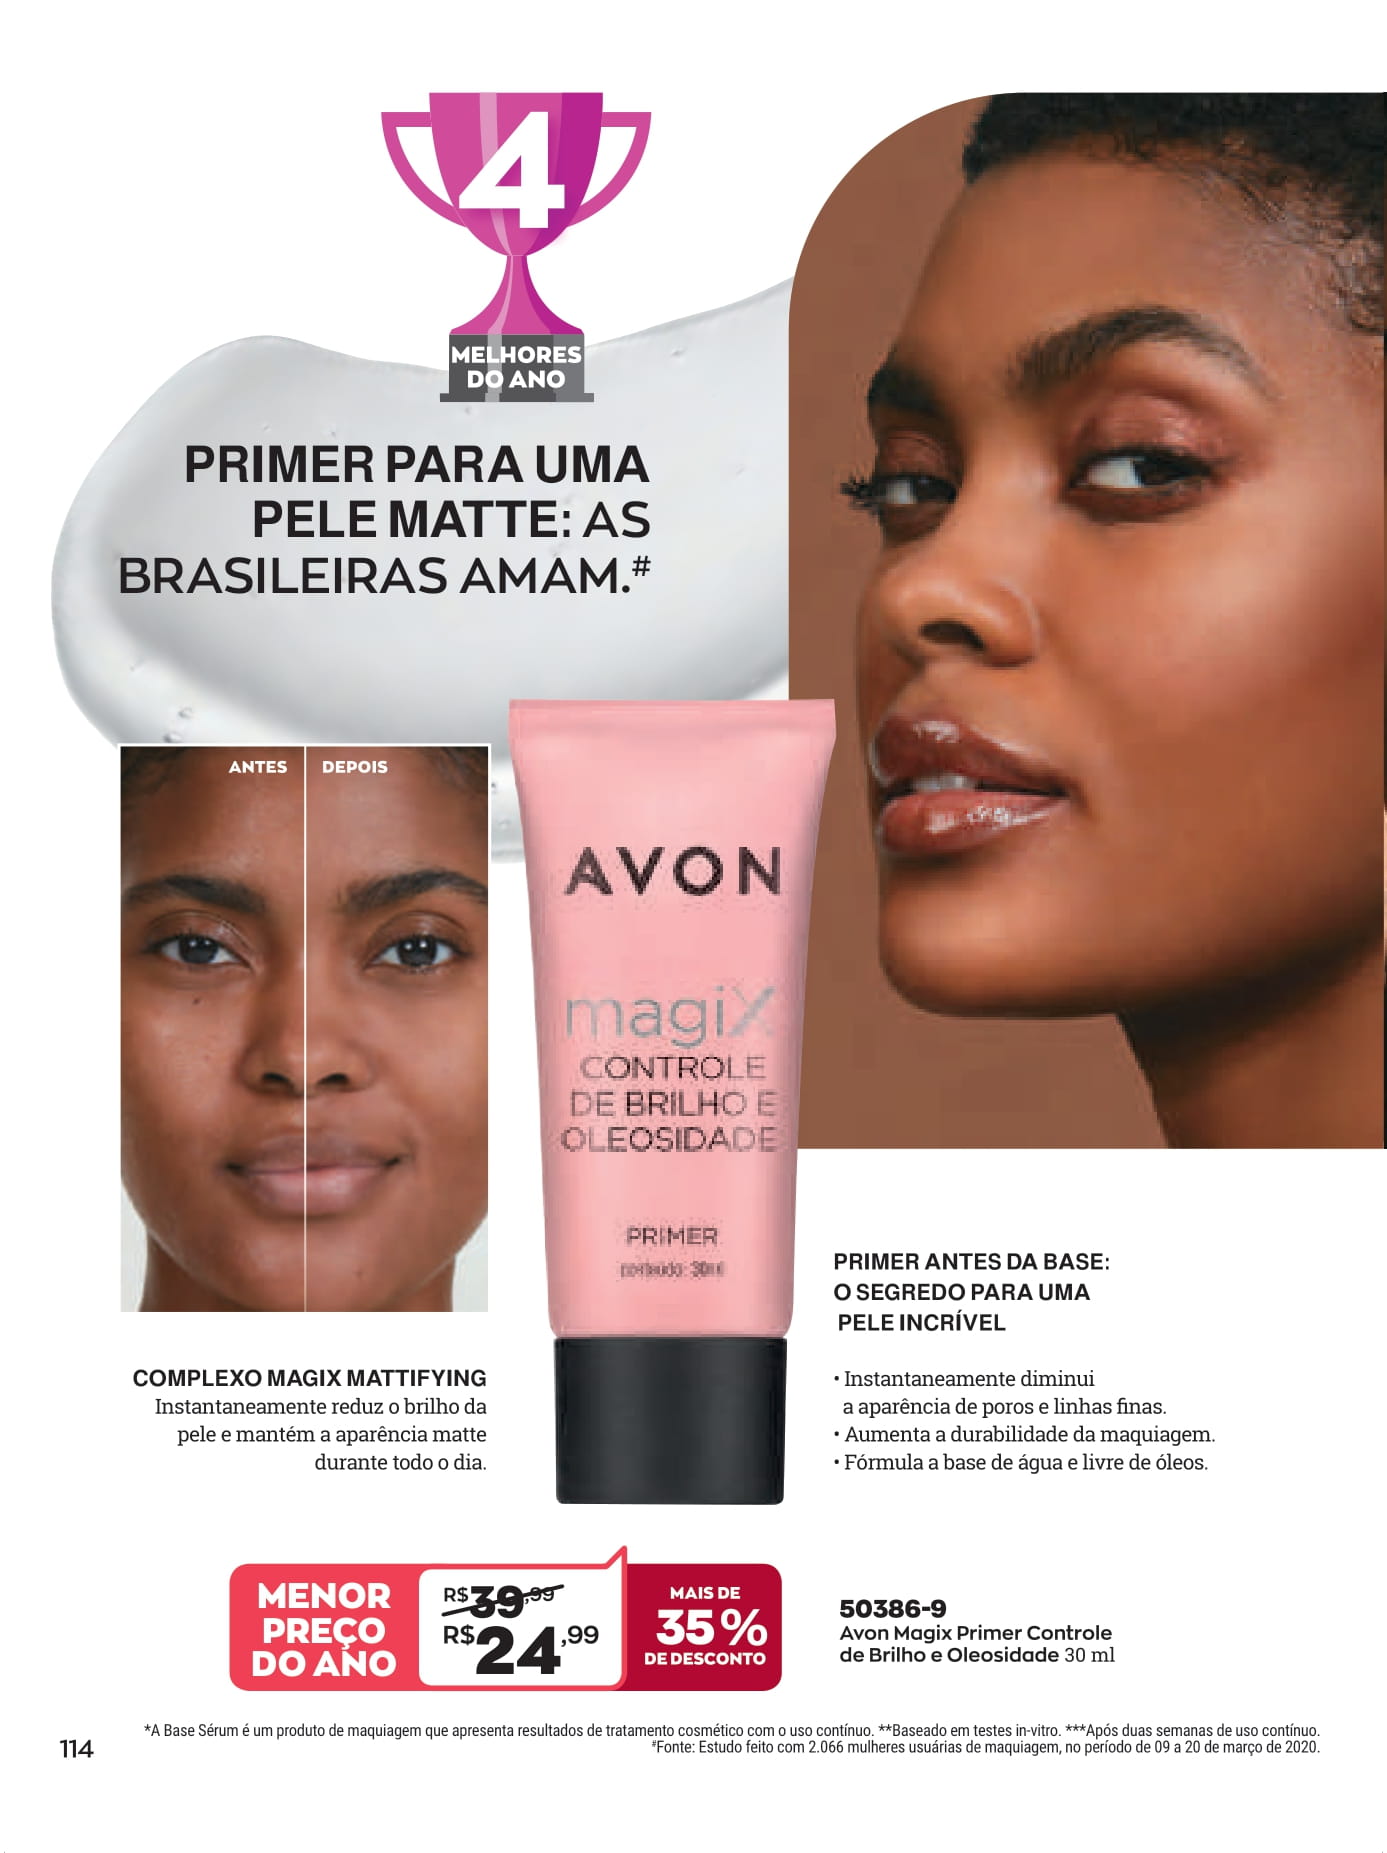 4
MELHORES
DO ANO
PRIMER PARA UMA
PELE MATTE: AS
BRASILEIRAS AMAM.#
ANTES DEPOIS
AVON
magiX
CONTROLE
DE BRILHO E
OLEOSIDADE
PRIMER
conteúdo: 30ml
COMPLEXO MAGIX MATTIFYING
Instantaneamente reduz o brilho da
pele e mantém a aparência matte
durante todo o dia.
PRIMER ANTES DA BASE:
O SEGREDO PARA UMA
PELE INCRÍVEL
• Instantaneamente diminui
a aparência de poros e linhas finas.
• Aumenta a durabilidade da maquiagem.
• Fórmula a base de água e livre de óleos.
MENOR
PREÇO
DO ANO
R$39,99
R$24,99
MAIS DE
35%
DE DESCONTO
50386-9
Avon Magix Primer Controle
de Brilho e Oleosidade 30 ml
*A Base Sérum é um produto de maquiagem que apresenta resultados de tratamento cosmético com o uso contínuo. **Baseado em testes in-vitro. ***Após duas semanas de uso contínuo.
#Fonte: Estudo feito com 2.066 mulheres usuárias de maquiagem, no período de 09 a 20 de março de 2020.
114